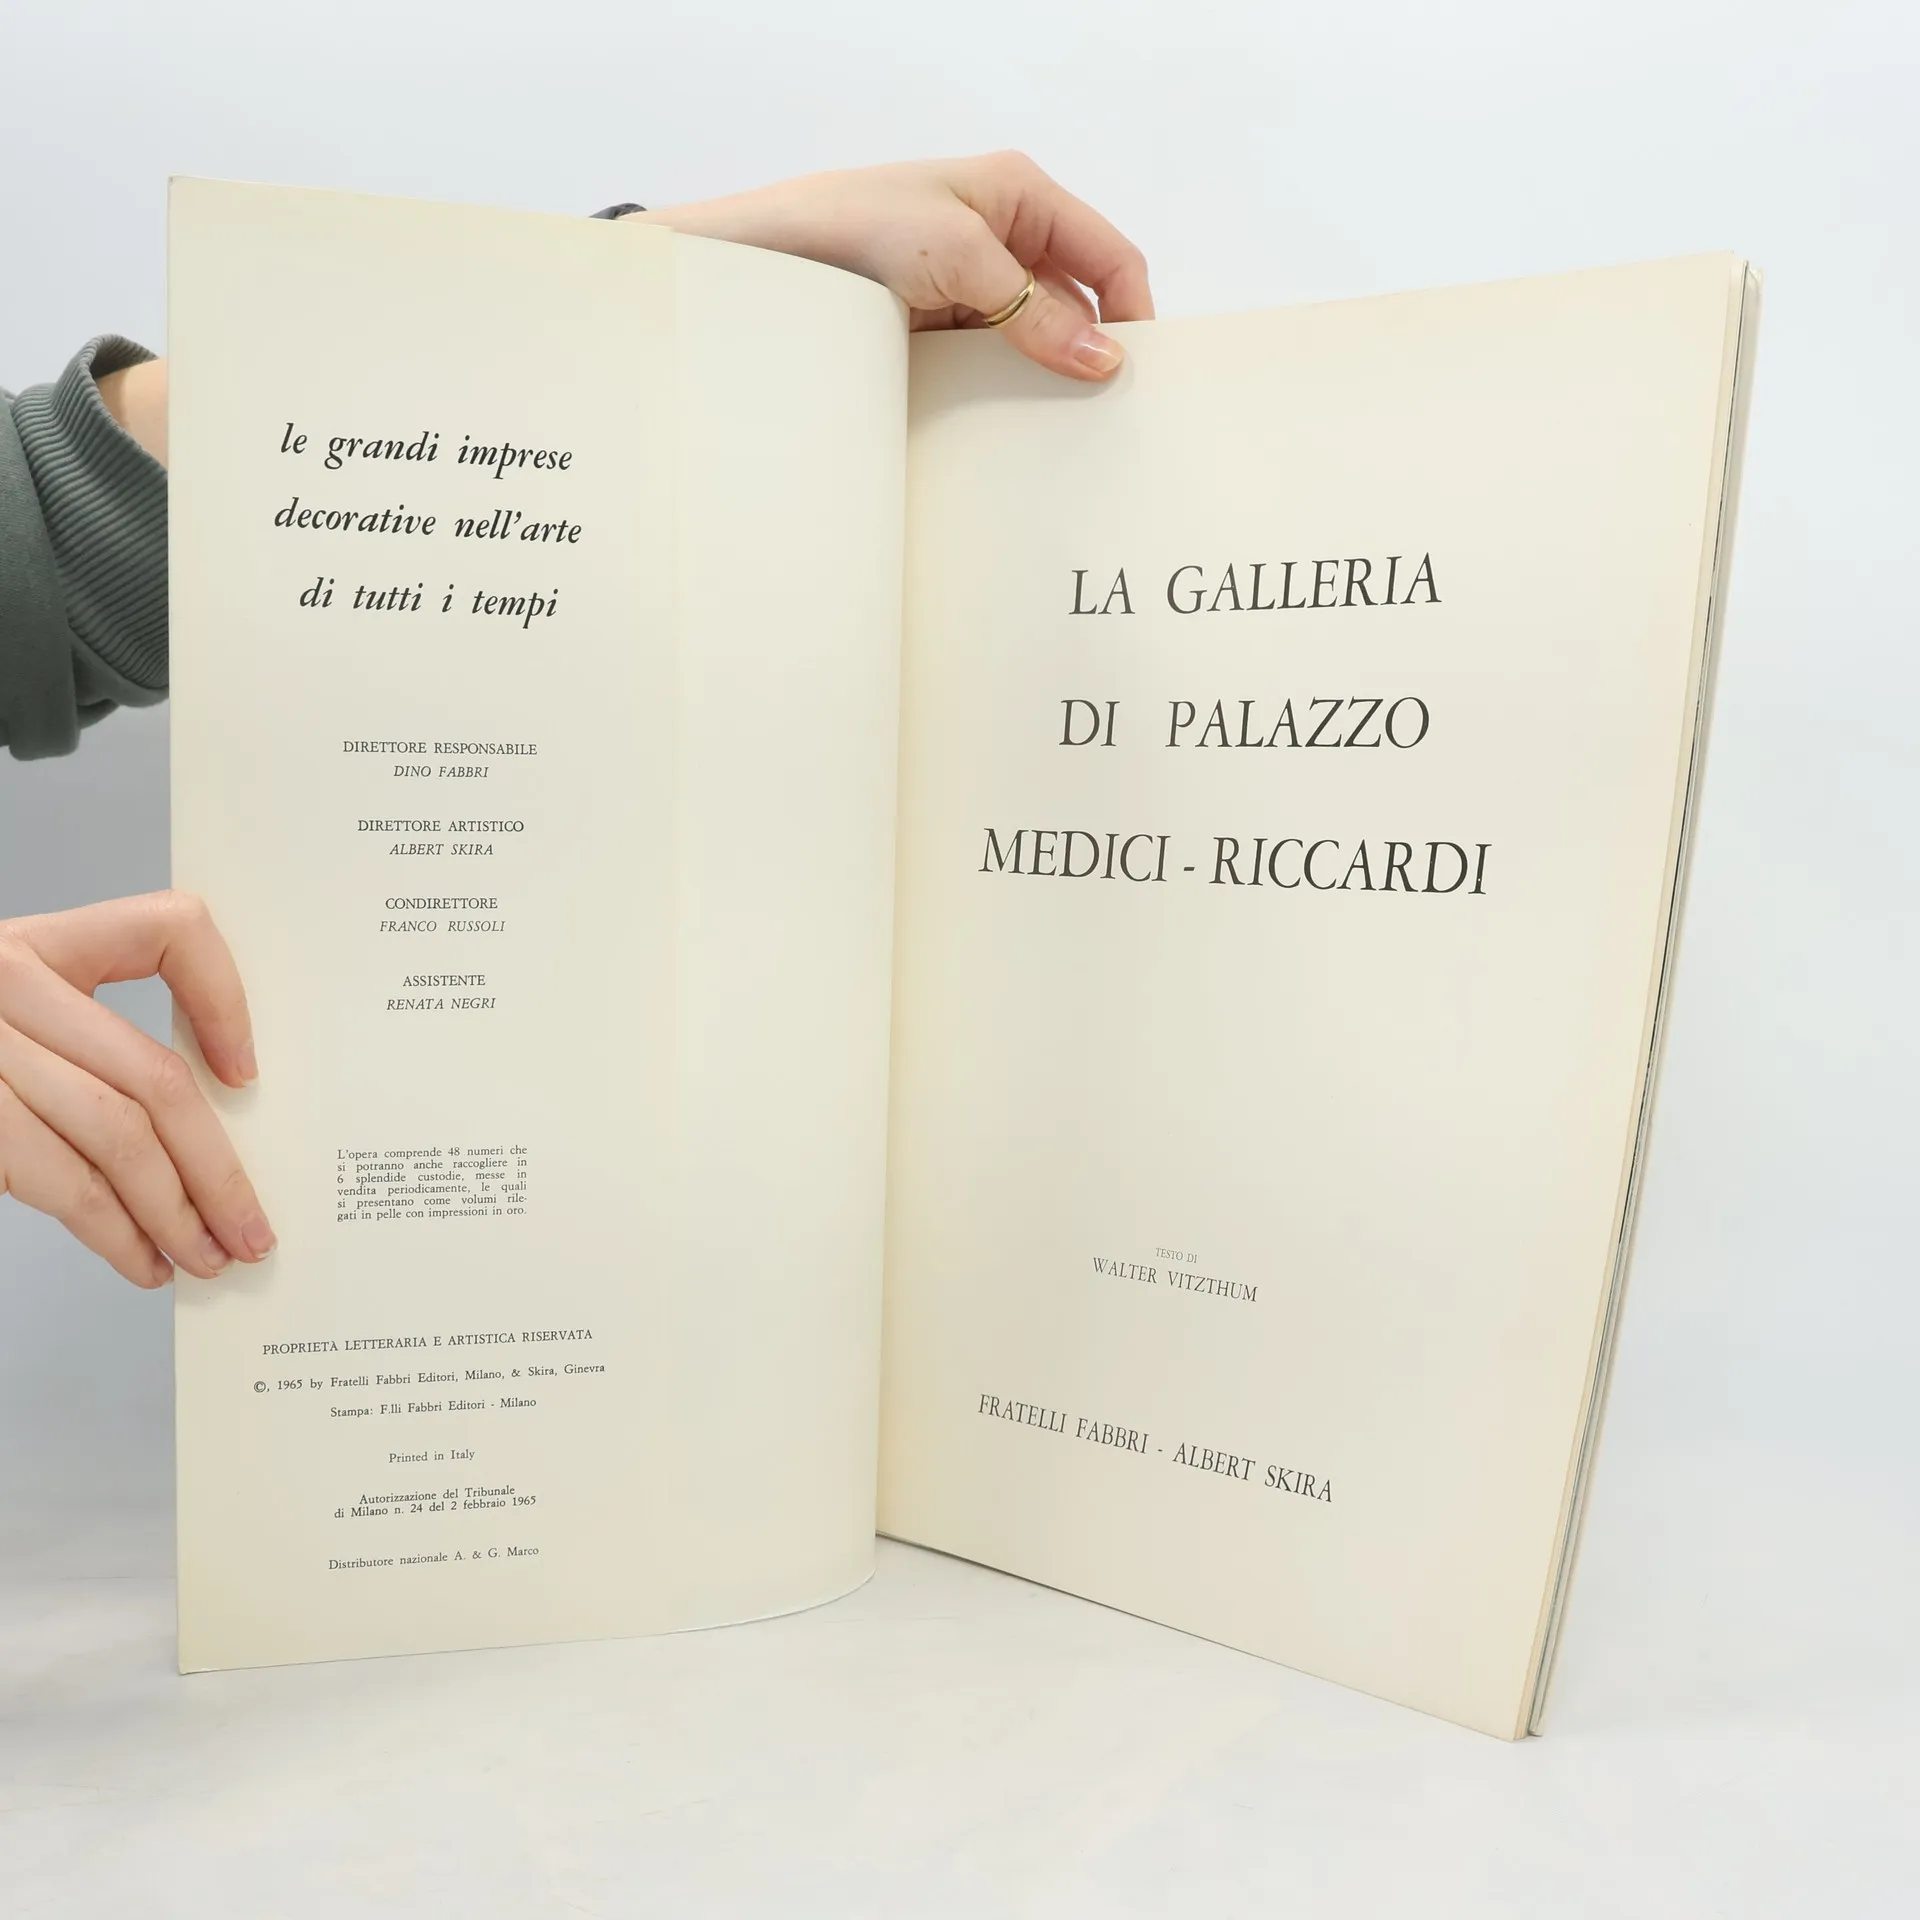 le grandi imprese
decorative nell'arte
di tutti i tempi
DIRETTORE RESPONSABILE
DINO FABBRI
DIRETTORE ARTISTICO
ALBERT SKIRA
CONDIRETTORE
FRANCO RUSSOLI
ASSISTENTE
RENATA NEGRI
L'opera comprende 48 numeri che
si potranno anche raccogliere in
6 splendide custodie, messe in
vendita periodicamente, le quali
si presentano come volumi rile-
gati in pelle con impressioni in oro.
PROPRIETÀ LETTERARIA E ARTISTICA RISERVATA
©, 1965 by Fratelli Fabbri Editori, Milano, & Skira, Ginevra
Stampa: F.lli Fabbri Editori - Milano
Printed in Italy
Autorizzazione del Tribunale
di Milano n. 24 del 2 febbraio 1965
Distributore nazionale A. & G. Marco
LA GALLERIA
DI PALAZZO
MEDICI - RICCARDI
TESTO DI
WALTER VITZTHUM
FRATELLI FABBRI - ALBERT SKIRA